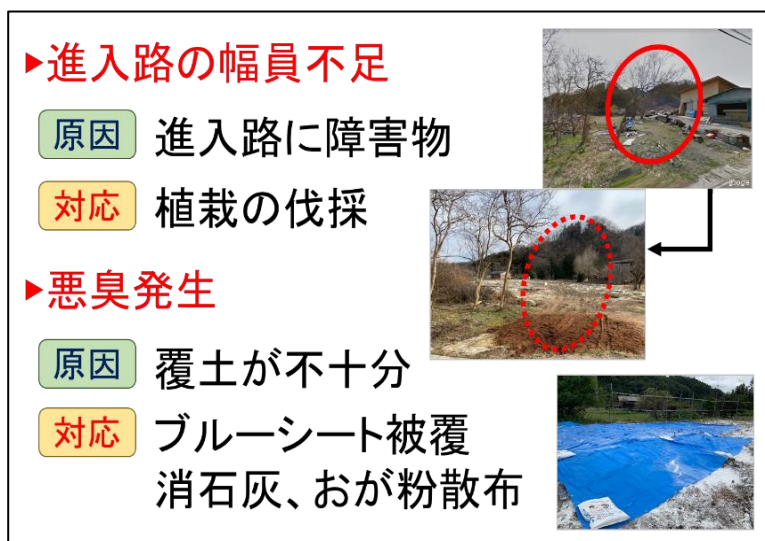 ▶進入路の幅員不足
原因 進入路に障害物
対応 植栽の伐採
▶悪臭発生
原因 覆土が不十分
対応 ブルーシート被覆
消石灰、おが粉散布